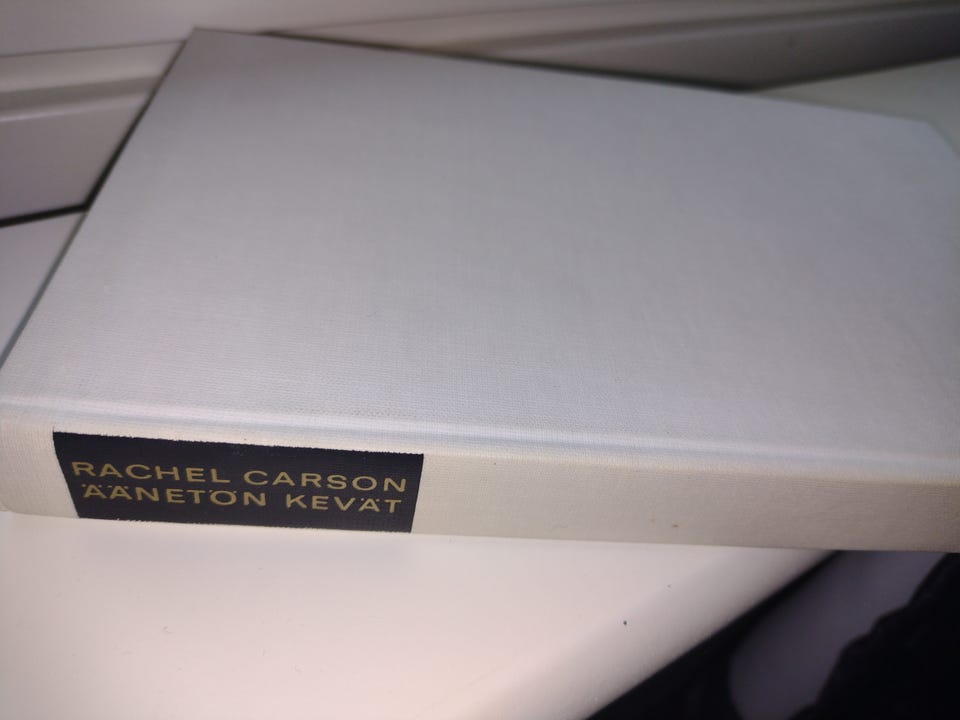 RACHEL CARSON
ÄÄNETÖN KEVÄT